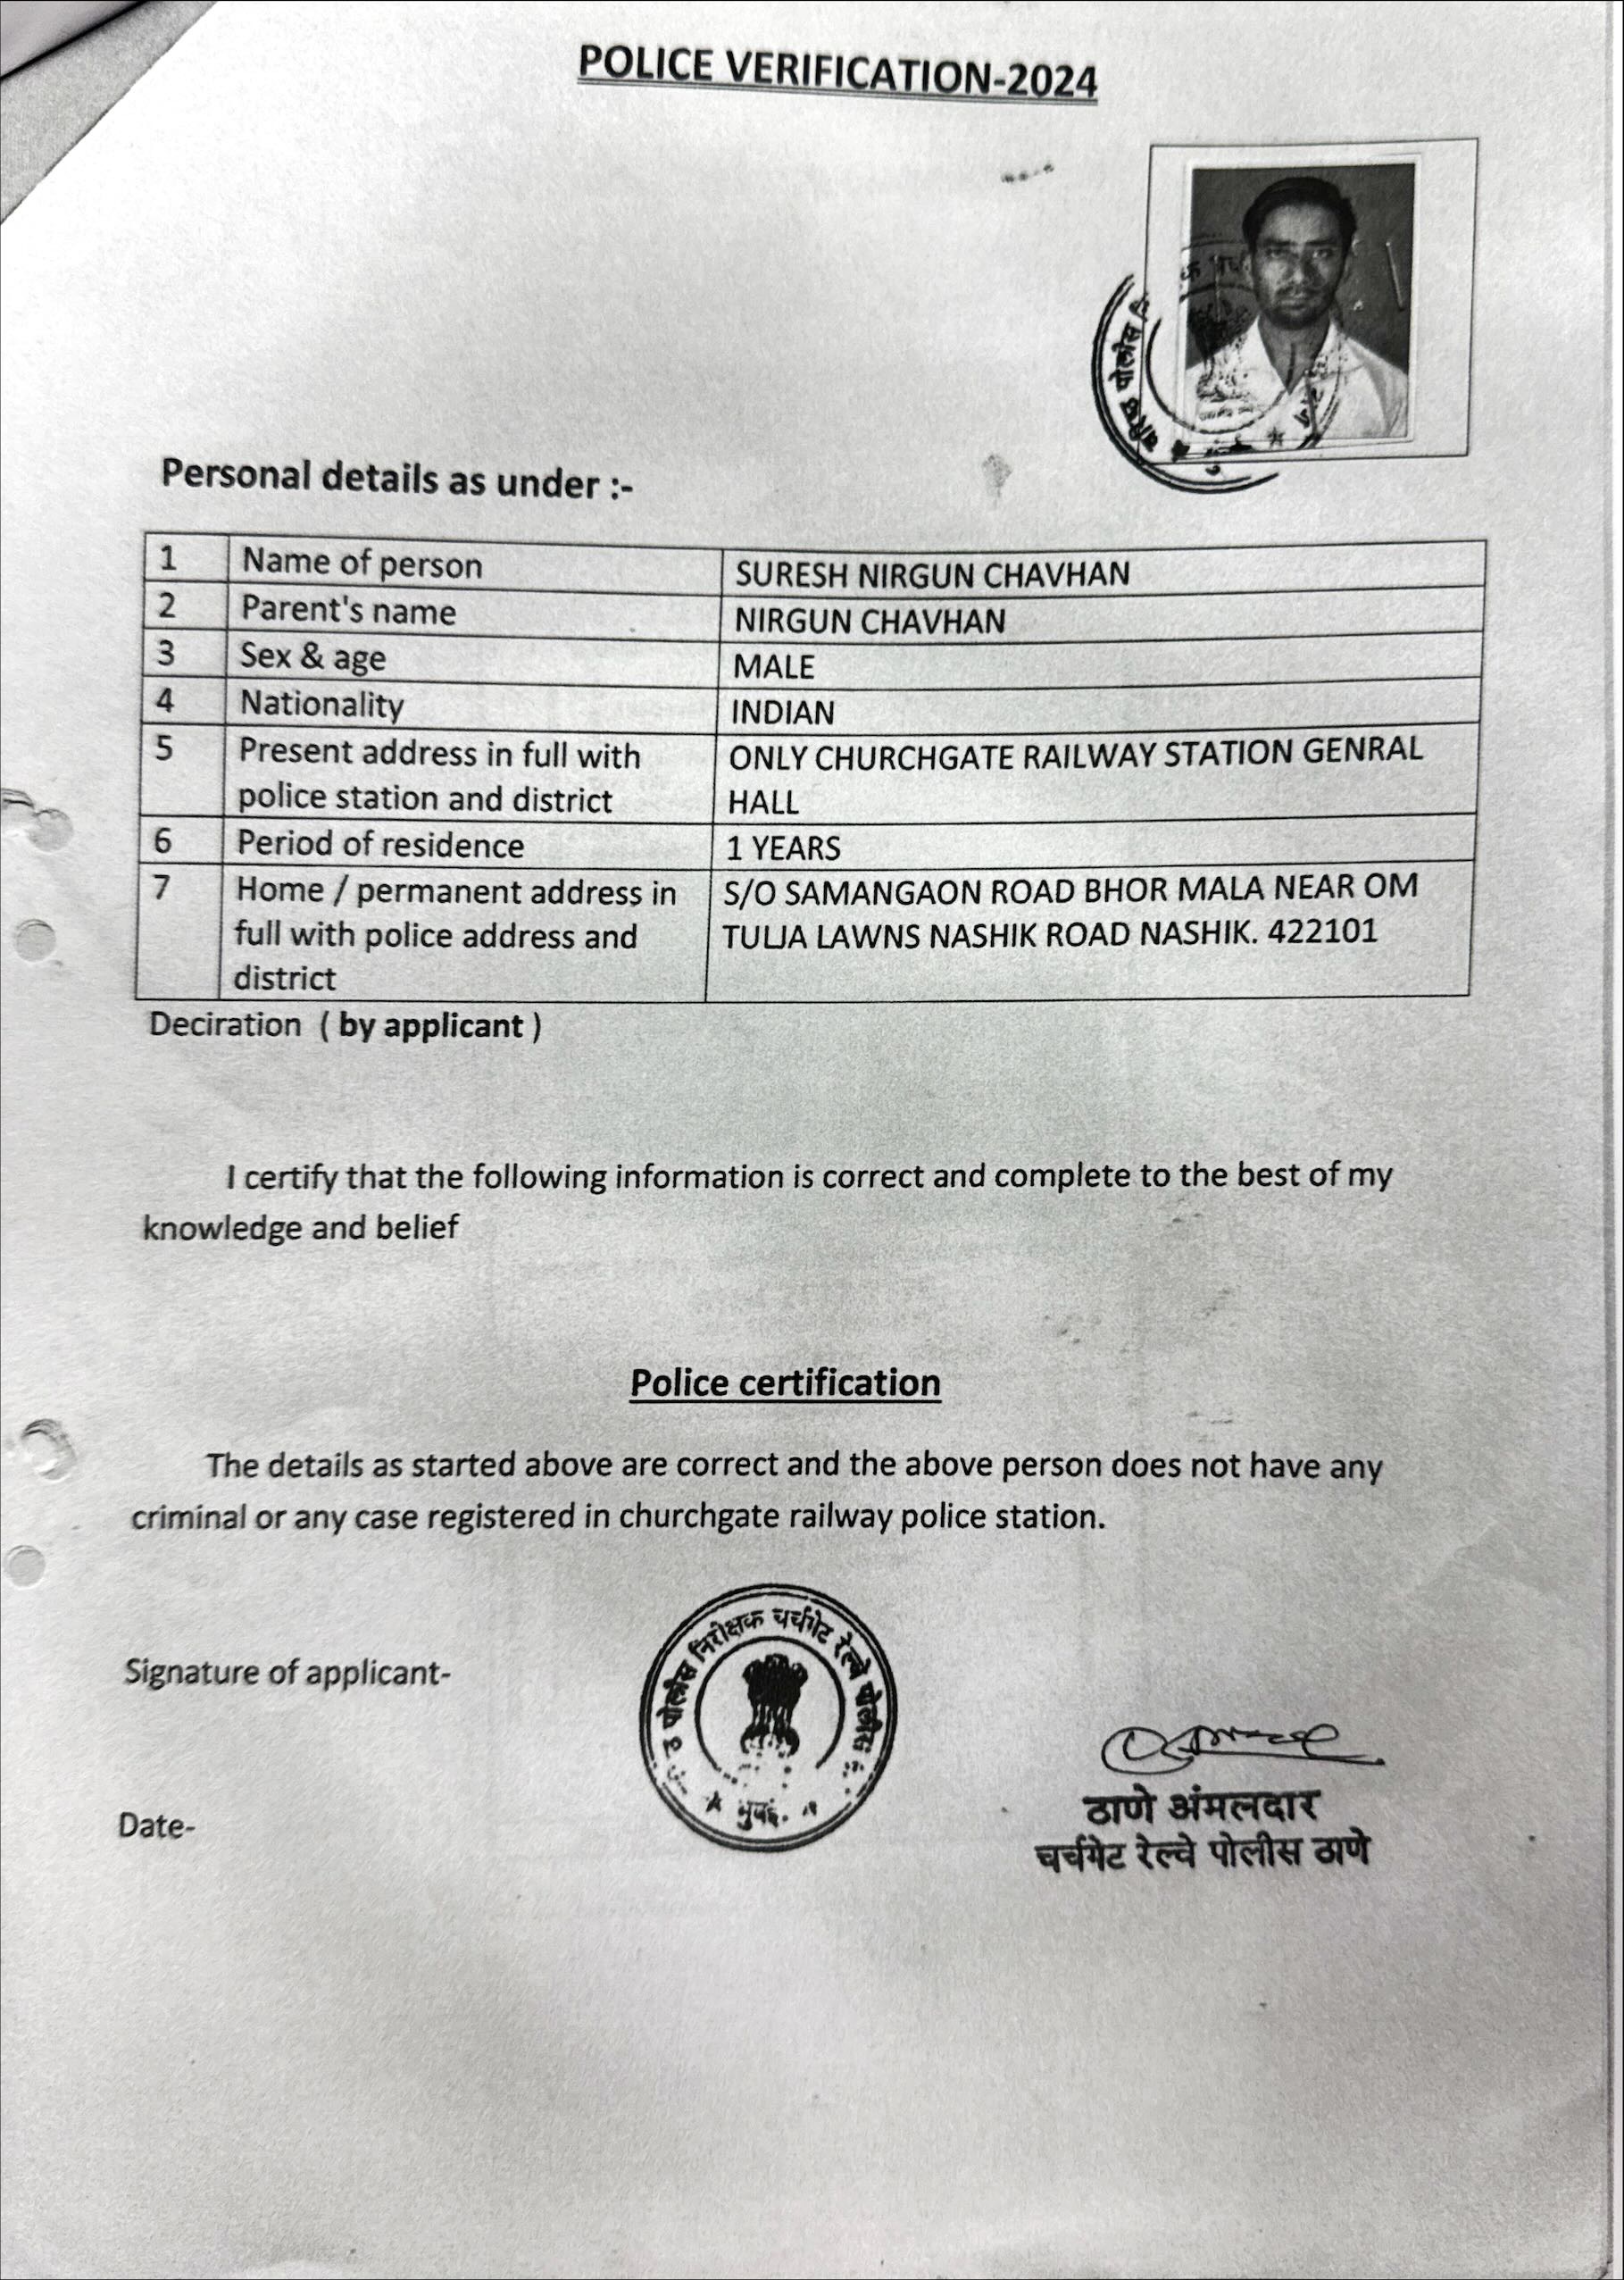 POLICE VERIFICATION-2024
Personal details as under :-
1 Name of person SURESH NIRGUN CHAVHAN
2 Parent's name NIRGUN CHAVHAN
3 Sex & age MALE
4 Nationality INDIAN
5 Present address in full with ONLY CHURCHGATE RAILWAY STATION GENRAL
police station and district HALL
6 Period of residence 1 YEARS
7 Home / permanent address in S/O SAMANGAON ROAD BHOR MALA NEAR OM
full with police address and TULJA LAWNS NASHIK ROAD NASHIK. 422101
district
Deciration ( by applicant )
I certify that the following information is correct and complete to the best of my
knowledge and belief
Police certification
The details as started above are correct and the above person does not have any
criminal or any case registered in churchgate railway police station.
पोलीस निरीक्षक चर्चगेट रेल्वे पोलीस
मुंबई.
Signature of applicant-
Date-
ठाणे अंमलदार
चर्चगेट रेल्वे पोलीस ठाणे